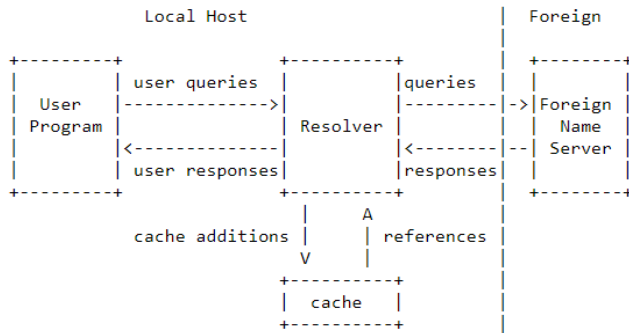 Local Host | Foreign
|
+---------+ +----------+ | +--------+
| | user queries | |queries | | |
| User |-------------->| |---------|->|Foreign |
| Program | | Resolver | | | Name |
| |<--------------| |<--------|--| Server |
| | user responses| |responses| | |
+---------+ +----------+ | +--------+
| A |
cache additions | | references |
V | |
+----------+ |
| cache | |
+----------+ |